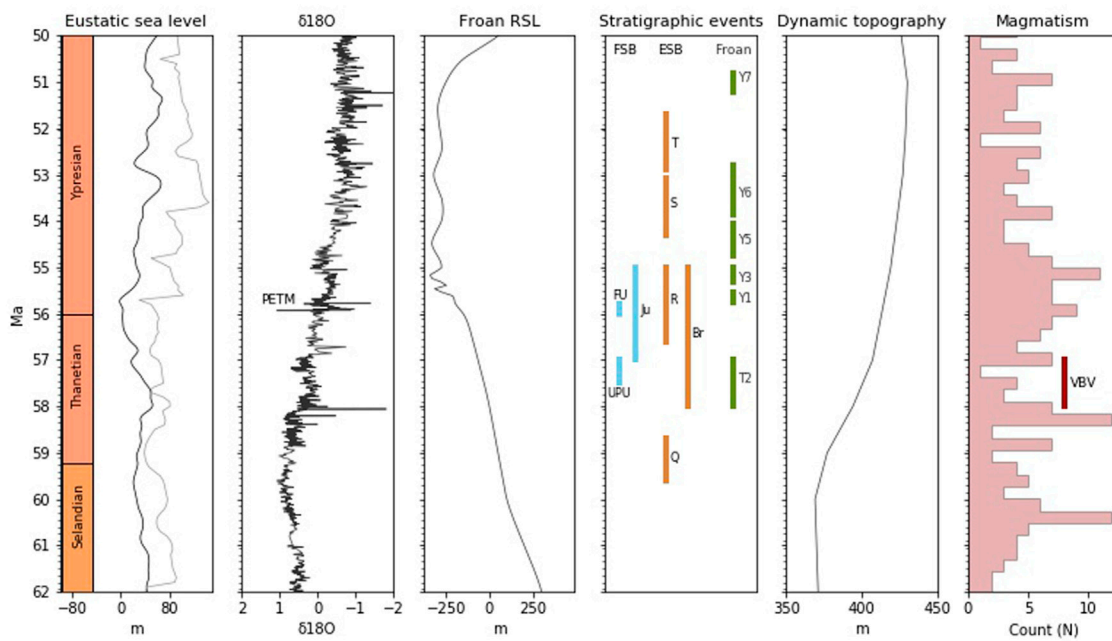 Eustatic sea level
δ18O
Froan RSL
Stratigraphic events
Dynamic topography
Magmatism
50
51
52
53
54
55
56
57
58
59
60
61
62
Ma
Ypresian
Thanetian
Selandian
PETM
FSB
ESB
Froan
Y7
T
S
Y6
Y5
Y3
Y1
FU
Ju
R
Br
UPU
T2
Q
VBV
-80 0 80
m
2 1 0 −1 −2
δ18O
−250 0 250
m
350 400 450
m
0 5 10
Count (N)